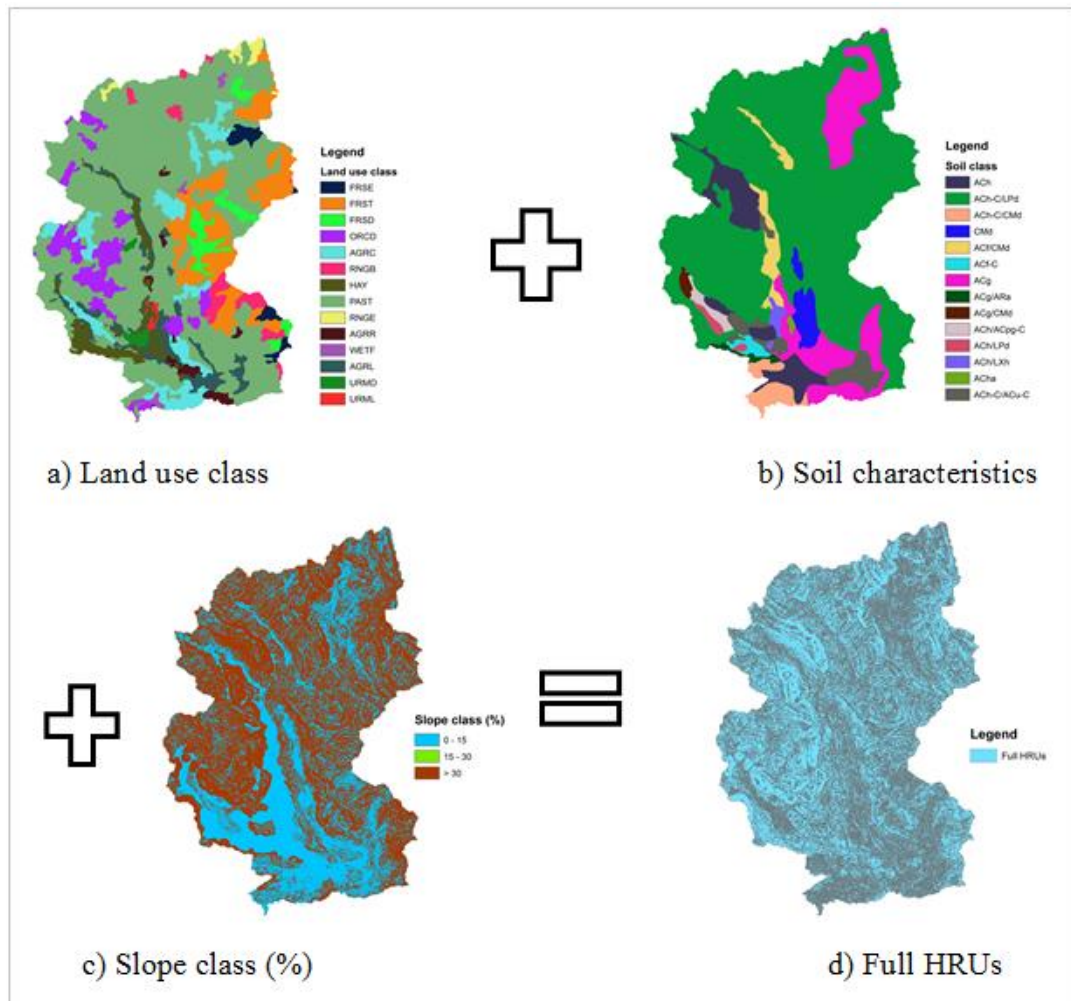 Legend
Land use class
FRSE
FRST
FRSD
ORCD
AGRC
RNGB
HAY
PAST
RNGE
AGRR
WETF
AGRL
URMD
URML
a) Land use class
Legend
Soil class
ACh
ACh-C/LPd
ACh-C/CMd
CMd
ACf/CMd
ACf-C
ACg
ACg/ARa
ACg/CMd
ACh/ACpg-C
ACh/LPd
ACh/LXh
ACha
ACh-C/ACu-C
b) Soil characteristics
Slope class (%)
0 - 15
15 - 30
> 30
c) Slope class (%)
Legend
Full HRUs
d) Full HRUs